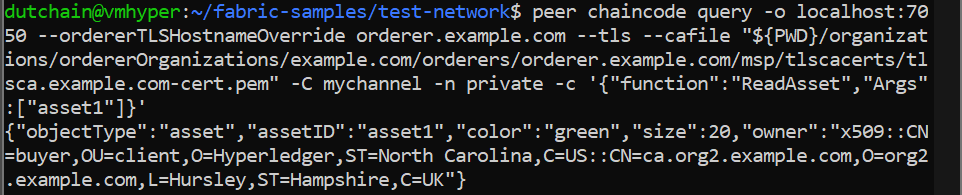 dutchain@vmhyper:~/fabric-samples/test-network$ peer chaincode query -o localhost:70
50 --ordererTLSHostnameOverride orderer.example.com --tls --cafile "${PWD}/organizat
ions/ordererOrganizations/example.com/orderers/orderer.example.com/msp/tlscacerts/tl
sca.example.com-cert.pem" -C mychannel -n private -c '{"function":"ReadAsset","Args"
:["asset1"]}'
{"objectType":"asset","assetID":"asset1","color":"green","size":20,"owner":"x509::CN
=buyer,OU=client,O=Hyperledger,ST=North Carolina,C=US::CN=ca.org2.example.com,O=org2
.example.com,L=Hursley,ST=Hampshire,C=UK"}